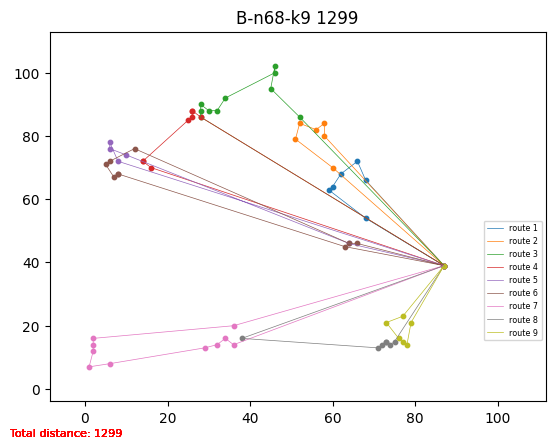 B-n68-k9 1299
100
80
60
40
20
0
0 20 40 60 80 100
route 1
route 2
route 3
route 4
route 5
route 6
route 7
route 8
route 9
Total distance: 1299